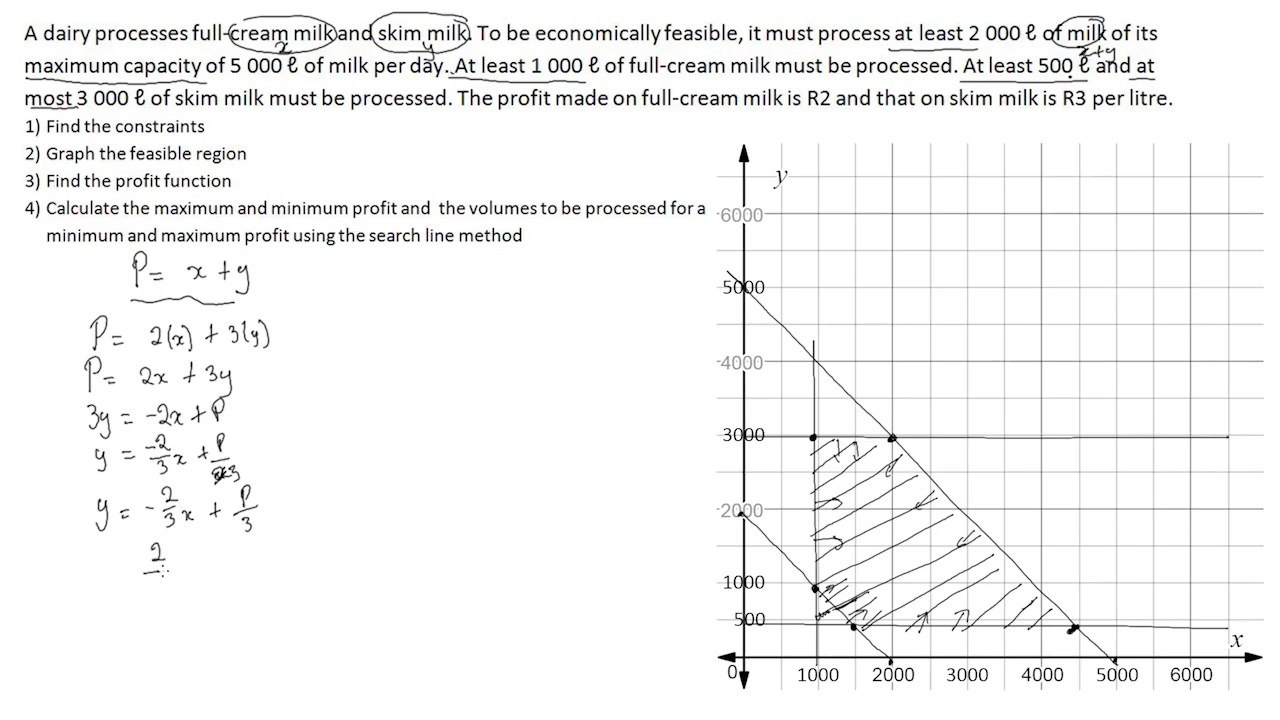 A dairy processes full-cream milk and skim milk. To be economically feasible, it must process at least 2 000 ℓ of milk of its
x y x+y
maximum capacity of 5 000 ℓ of milk per day. At least 1 000 ℓ of full-cream milk must be processed. At least 500 ℓ and at
most 3 000 ℓ of skim milk must be processed. The profit made on full-cream milk is R2 and that on skim milk is R3 per litre.
1) Find the constraints
2) Graph the feasible region
3) Find the profit function
4) Calculate the maximum and minimum profit and the volumes to be processed for a
minimum and maximum profit using the search line method
P= x + y
P= 2(x) + 3(y)
P= 2x + 3y
3y = -2x + P
y = -2/3 x + P/3
y = - 2/3 x + P/3
2
y
6000
5000
4000
3000
2000
1000
500
x
0 1000 2000 3000 4000 5000 6000